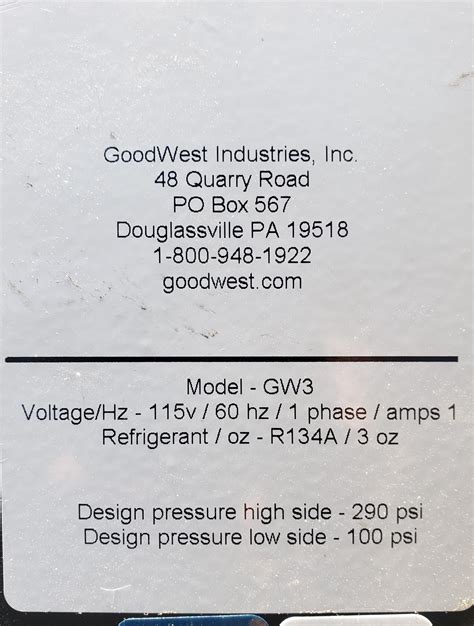 GoodWest Industries, Inc.
48 Quarry Road
PO Box 567
Douglassville PA 19518
1-800-948-1922
goodwest.com
Model - GW3
Voltage/Hz - 115v / 60 hz / 1 phase / amps 1
Refrigerant / oz - R134A / 3 oz
Design pressure high side - 290 psi
Design pressure low side - 100 psi